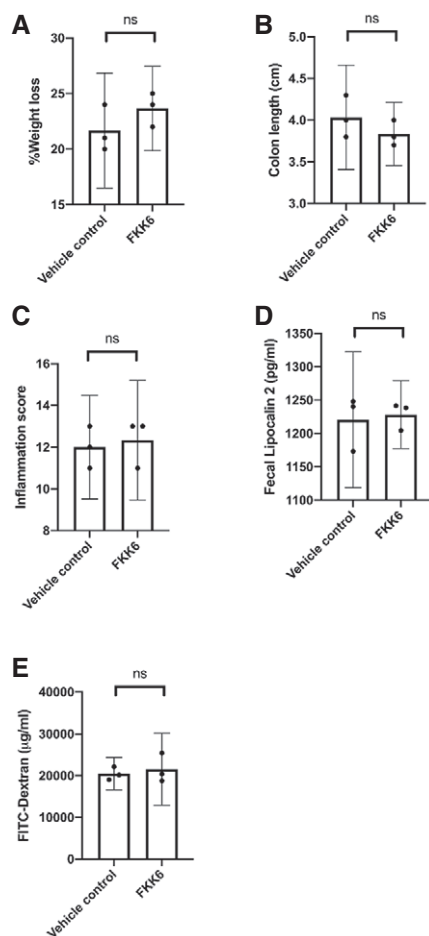 A
ns
%Weight loss
30
25
20
15
Vehicle control
FKK6
B
ns
Colon length (cm)
5.0
4.5
4.0
3.5
3.0
Vehicle control
FKK6
C
ns
Inflammation score
16
14
12
10
8
Vehicle control
FKK6
D
ns
Fecal Lipocalin 2 (pg/ml)
1350
1300
1250
1200
1150
1100
Vehicle control
FKK6
E
ns
FITC-Dextran (µg/ml)
40000
30000
20000
10000
0
Vehicle control
FKK6